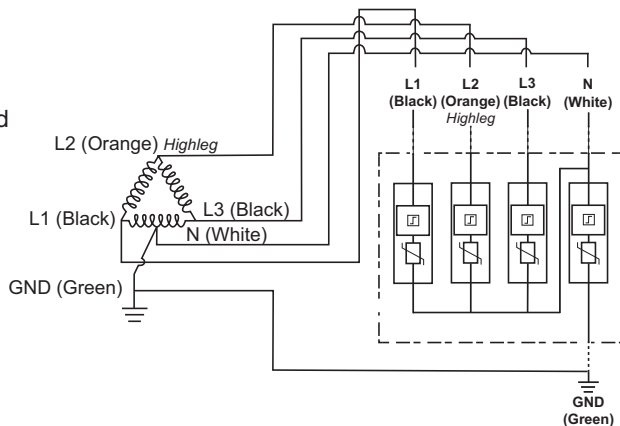 d
L2 (Orange) Highleg
L1 (Black)
L3 (Black)
N (White)
GND (Green)
L1
(Black)
L2
(Orange)
Highleg
L3
(Black)
N
(White)
GND
(Green)